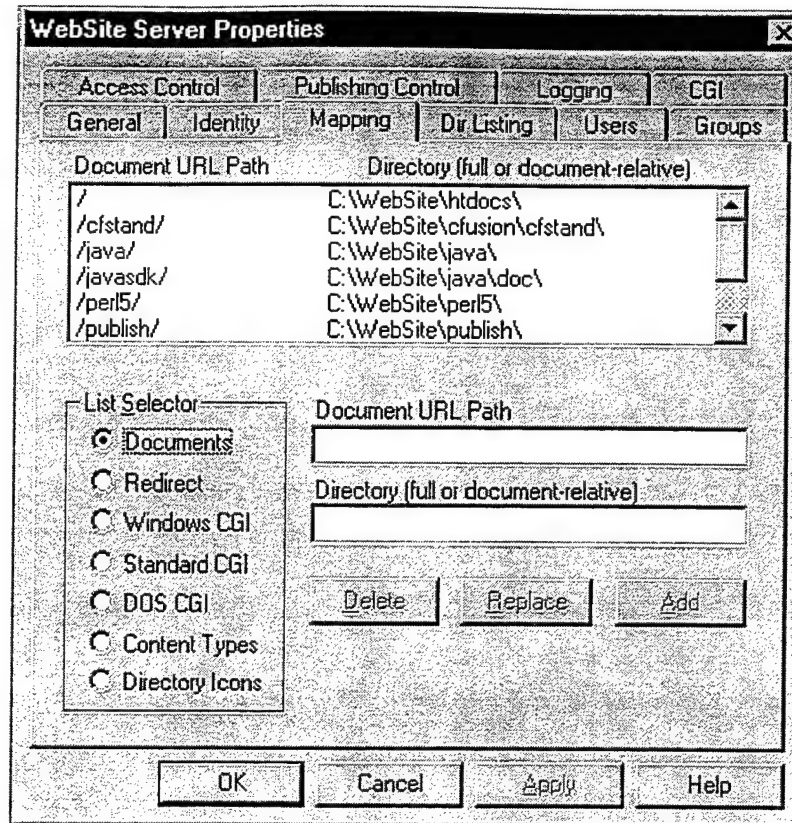 WebSite Server Properties
Access Control Publishing Control Logging CGI
General Identity Mapping Dir Listing Users Groups
Document URL Path Directory (full or document-relative)
/ C:\WebSite\htdocs\
/cfstand/ C:\WebSite\cfusion\cfstand\
/java/ C:\WebSite\java\
/javasdk/ C:\WebSite\java\doc\
/perl5/ C:\WebSite\perl5\
/publish/ C:\WebSite\publish\
List Selector
Documents
Redirect
Windows CGI
Standard CGI
DOS CGI
Content Types
Directory Icons
Document URL Path
Directory (full or document-relative)
Delete Replace Add
OK Cancel Apply Help